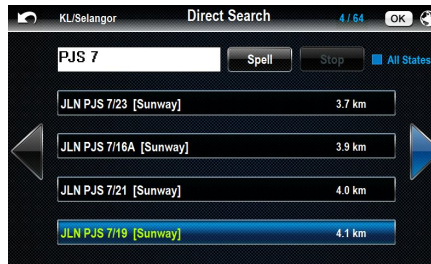 KL/Selangor Direct Search 4 / 64 OK
PJS 7 Spell Stop All States
JLN PJS 7/23 [Sunway] 3.7 km
JLN PJS 7/16A [Sunway] 3.9 km
JLN PJS 7/21 [Sunway] 4.0 km
JLN PJS 7/19 [Sunway] 4.1 km